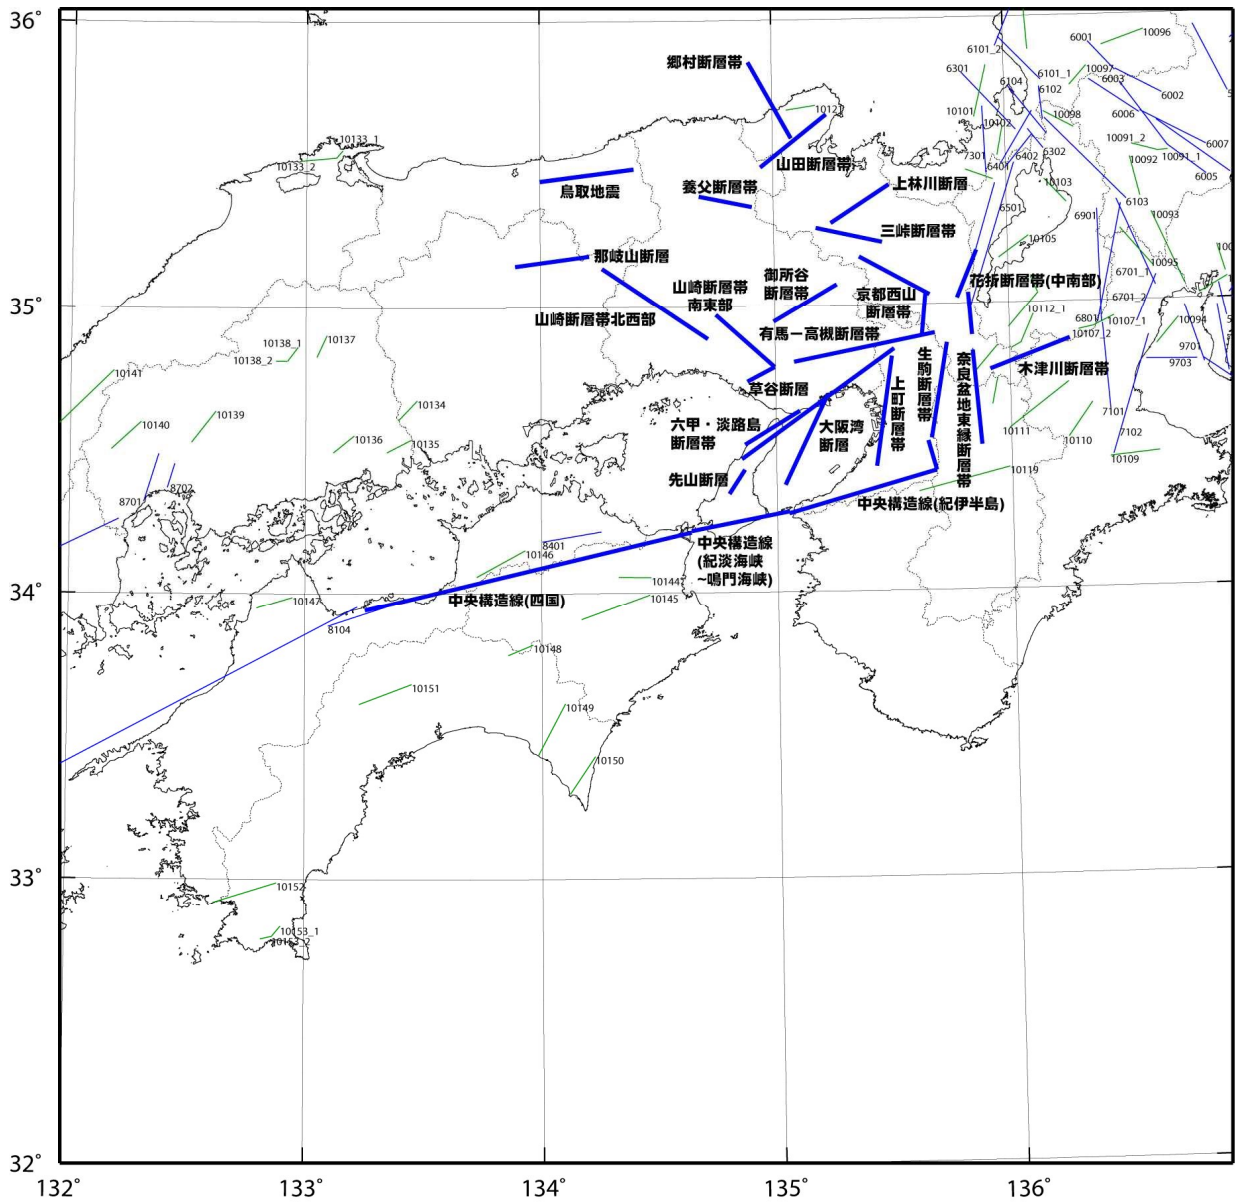 36°
6101_2
6001
10096
郷村断層帯
6301
6104
6101_1
10097
6102
6003
6002
10101
10102
10098
6006
山田断層帯
7301
6401
6402
6302
10091_2
10092
10091_1
6007
6005
10133_1
10133_2
鳥取地震
養父断層帯
上林川断層
10103
6501
6901
6103
10093
三峠断層帯
10105
10095
那岐山断層
御所谷
断層帯
山崎断層帯
南東部
京都西山
断層帯
花折断層帯(中南部)
6701_1
6701_2
35°
山崎断層帯北西部
有馬ー高槻断層帯
10112_1
6801
10107_1
10107_2
10094
10138_1
10138_2
10137
9701
9703
10141
草谷断層
生駒断層帯
上町断層帯
奈良盆地東縁断層帯
木津川断層帯
10139
10134
10140
10136
10135
六甲・淡路島
断層帯
大阪湾
断層
10111
10110
7101
7102
10109
先山断層
8701
8702
10119
中央構造線(紀伊半島)
8401
10146
中央構造線
(紀淡海峡
~鳴門海峡)
34°
10144
10145
10147
中央構造線(四国)
8104
10148
10151
10149
10150
33°
10152
10153_1
10153_2
32°
132°
133°
134°
135°
136°